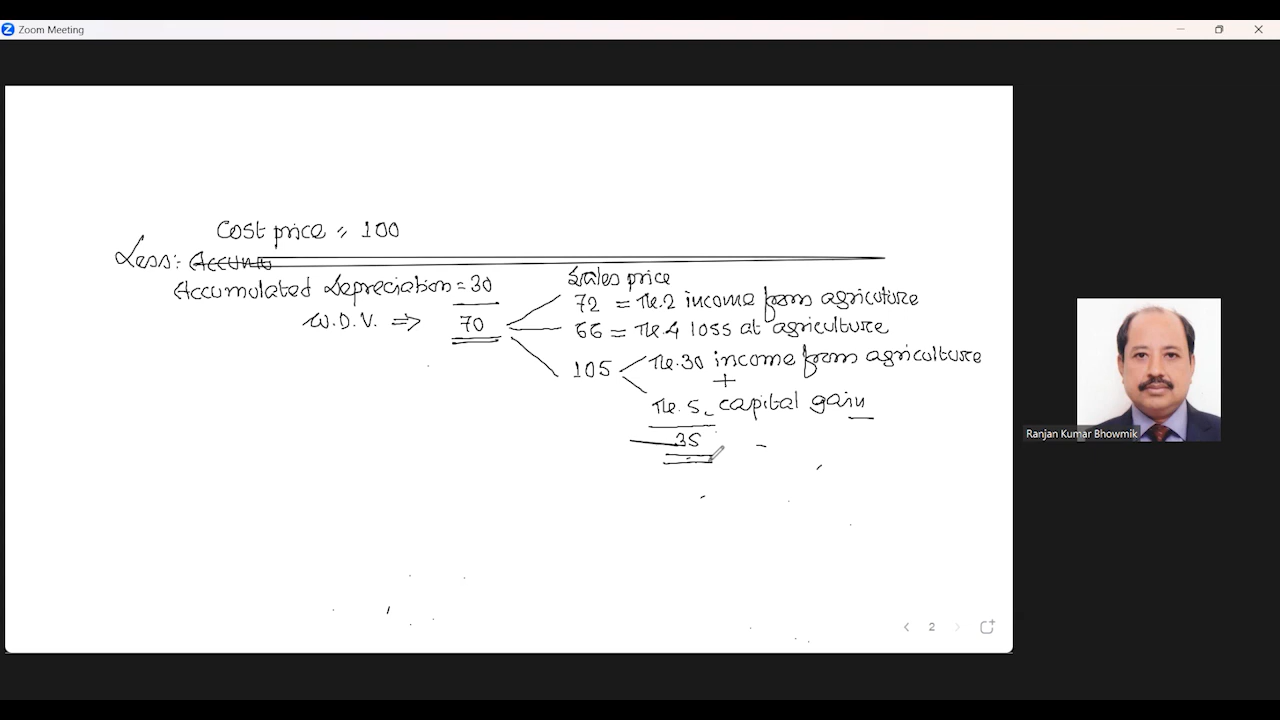 Zoom Meeting
Cost price = 100
Less:
Accumulated Depreciation = 30
W.D.V. ⇒ 70
Sales price
72 = Tk. 2 income from agricuture
66 = Tk. 4 loss at agriculture
105
Tk. 30 income from agriculture
+
Tk. 5 capital gain
35
Ranjan Kumar Bhowmik
2